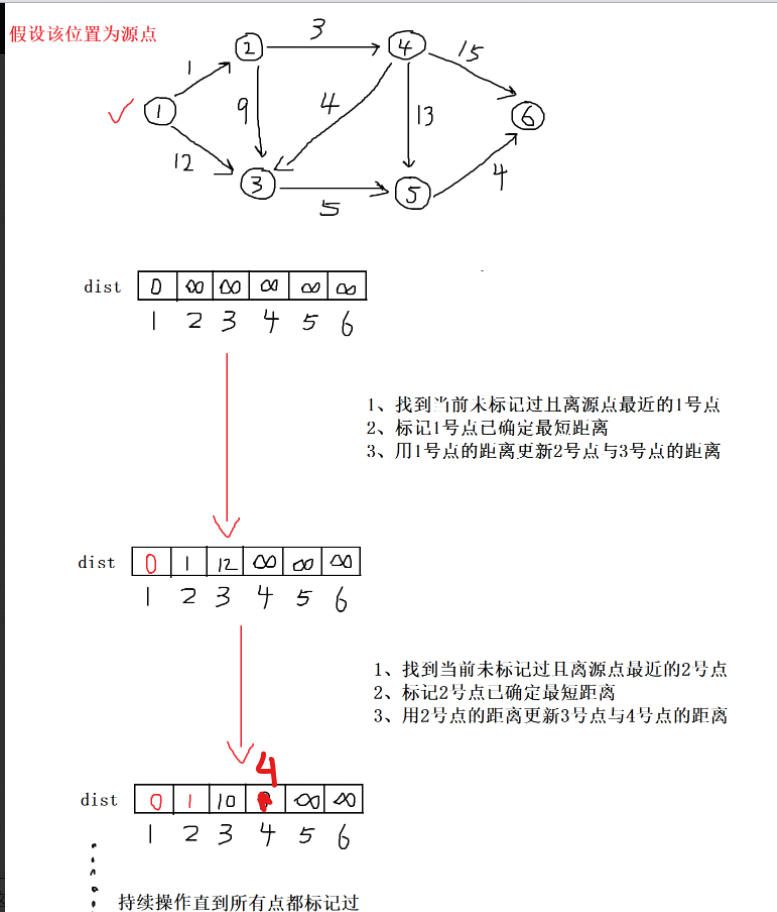 假设该位置为源点
3
2
4
15
1
1
9
4
13
6
12
3
5
4
5
dist 0 ∞ ∞ ∞ ∞ ∞
1 2 3 4 5 6
1、找到当前未标记过且离源点最近的1号点
2、标记1号点已确定最短距离
3、用1号点的距离更新2号点与3号点的距离
dist 0 1 12 ∞ ∞ ∞
1 2 3 4 5 6
1、找到当前未标记过且离源点最近的2号点
2、标记2号点已确定最短距离
3、用2号点的距离更新3号点与4号点的距离
4
dist 0 1 10 ∞ ∞
1 2 3 4 5 6
持续操作直到所有点都标记过